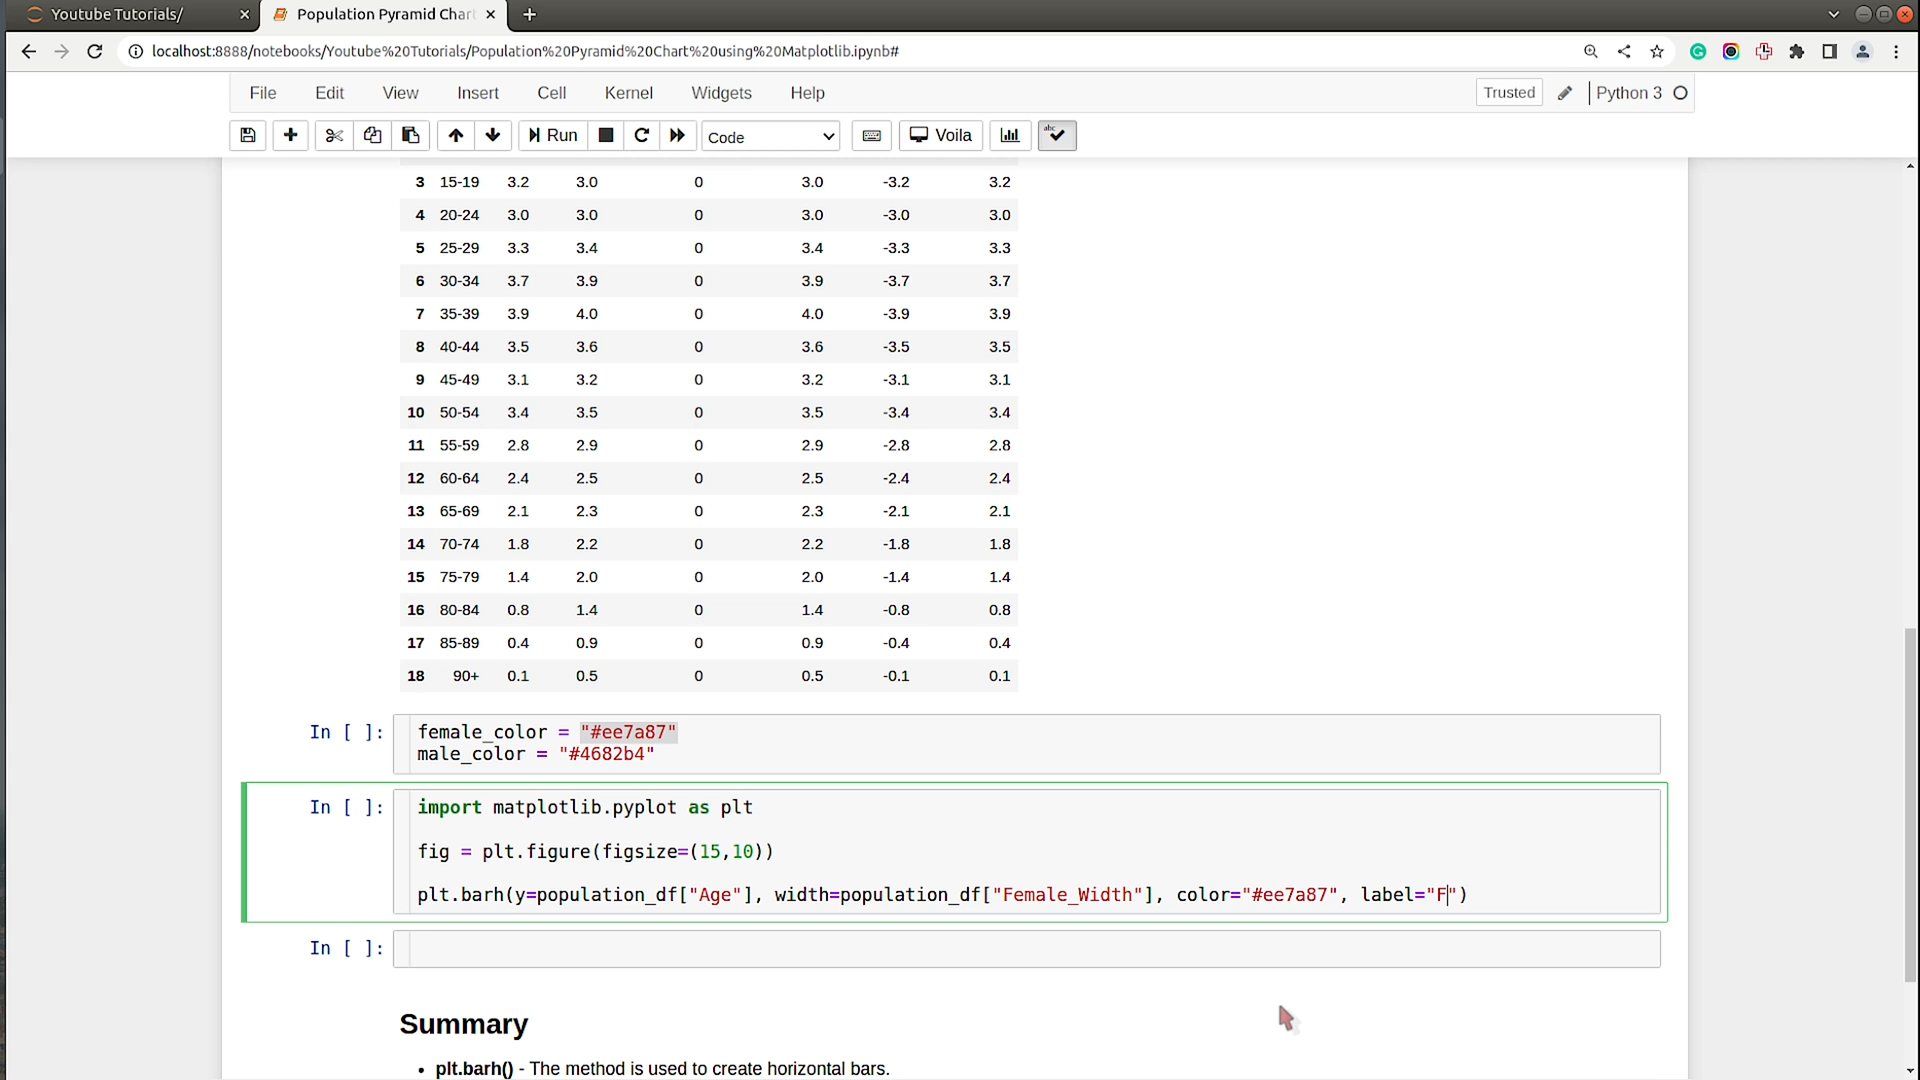 Youtube Tutorials/
Population Pyramid Char
localhost:8888/notebooks/Youtube%20Tutorials/Population%20Pyramid%20Chart%20using%20Matplotlib.ipynb#
File Edit View Insert Cell Kernel Widgets Help Trusted Python 3
Run Code Voila abc
3 15-19 3.2 3.0 0 3.0 -3.2 3.2
4 20-24 3.0 3.0 0 3.0 -3.0 3.0
5 25-29 3.3 3.4 0 3.4 -3.3 3.3
6 30-34 3.7 3.9 0 3.9 -3.7 3.7
7 35-39 3.9 4.0 0 4.0 -3.9 3.9
8 40-44 3.5 3.6 0 3.6 -3.5 3.5
9 45-49 3.1 3.2 0 3.2 -3.1 3.1
10 50-54 3.4 3.5 0 3.5 -3.4 3.4
11 55-59 2.8 2.9 0 2.9 -2.8 2.8
12 60-64 2.4 2.5 0 2.5 -2.4 2.4
13 65-69 2.1 2.3 0 2.3 -2.1 2.1
14 70-74 1.8 2.2 0 2.2 -1.8 1.8
15 75-79 1.4 2.0 0 2.0 -1.4 1.4
16 80-84 0.8 1.4 0 1.4 -0.8 0.8
17 85-89 0.4 0.9 0 0.9 -0.4 0.4
18 90+ 0.1 0.5 0 0.5 -0.1 0.1
In [ ]: female_color = "#ee7a87"
male_color = "#4682b4"
In [ ]: import matplotlib.pyplot as plt
fig = plt.figure(figsize=(15,10))
plt.barh(y=population_df["Age"], width=population_df["Female_Width"], color="#ee7a87", label="F")
In [ ]:
Summary
• plt.barh() - The method is used to create horizontal bars.